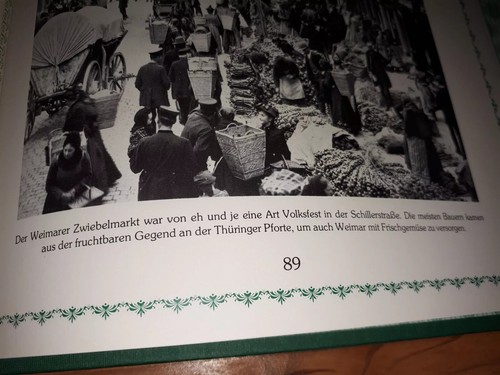 Der Weimarer Zwiebelmarkt war von eh und je eine Art Volksfest in der Schillerstraße. Die meisten Bauern kamen
aus der fruchtbaren Gegend an der Thüringer Pforte, um auch Weimar mit Frischgemüse zu versorgen.
89